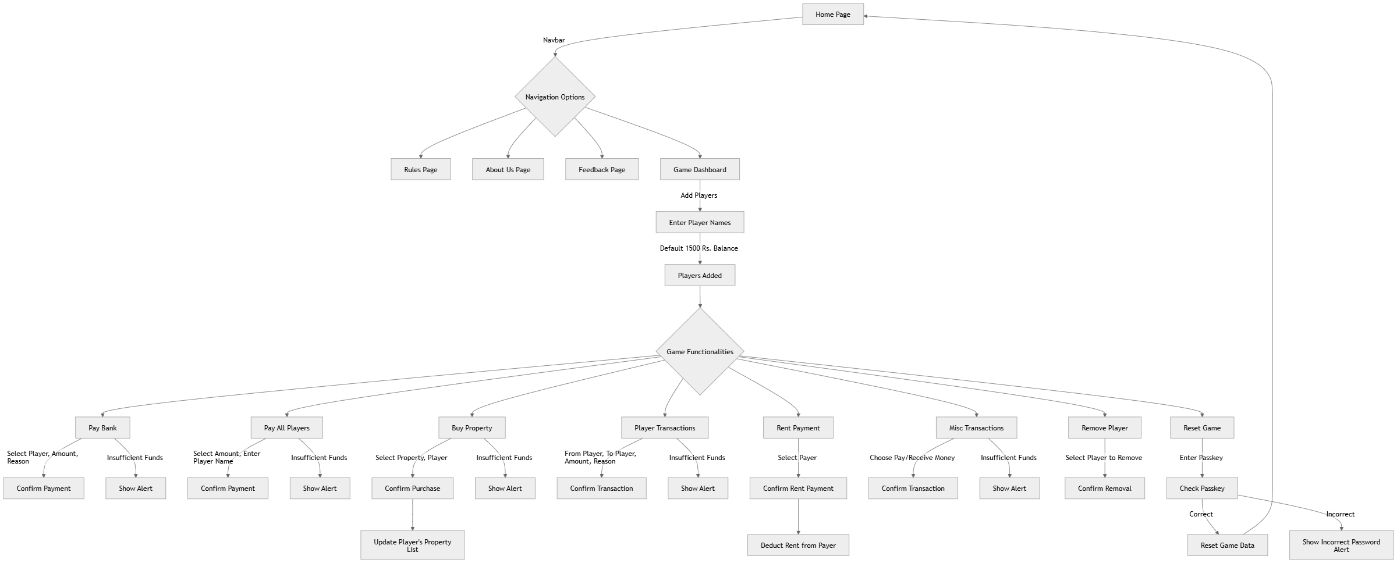 Home Page
Navbar
Navigation Options
Rules Page
About Us Page
Feedback Page
Game Dashboard
Add Players
Enter Player Names
Default 1500 Rs. Balance
Players Added
Game Functionalities
Pay Bank
Pay All Players
Buy Property
Player Transactions
Rent Payment
Misc Transactions
Remove Player
Reset Game
Select Player, Amount,
Reason
Insufficient Funds
Select Amount, Enter
Player Name
Insufficient Funds
Select Property, Player
Insufficient Funds
From Player, To Player,
Amount, Reason
Insufficient Funds
Select Payer
Choose Pay/Receive Money
Insufficient Funds
Select Player to Remove
Enter Passkey
Confirm Payment
Show Alert
Confirm Payment
Show Alert
Confirm Purchase
Show Alert
Confirm Transaction
Show Alert
Confirm Rent Payment
Confirm Transaction
Show Alert
Confirm Removal
Check Passkey
Correct
Incorrect
Update Player's Property
List
Deduct Rent from Payer
Reset Game Data
Show Incorrect Password
Alert